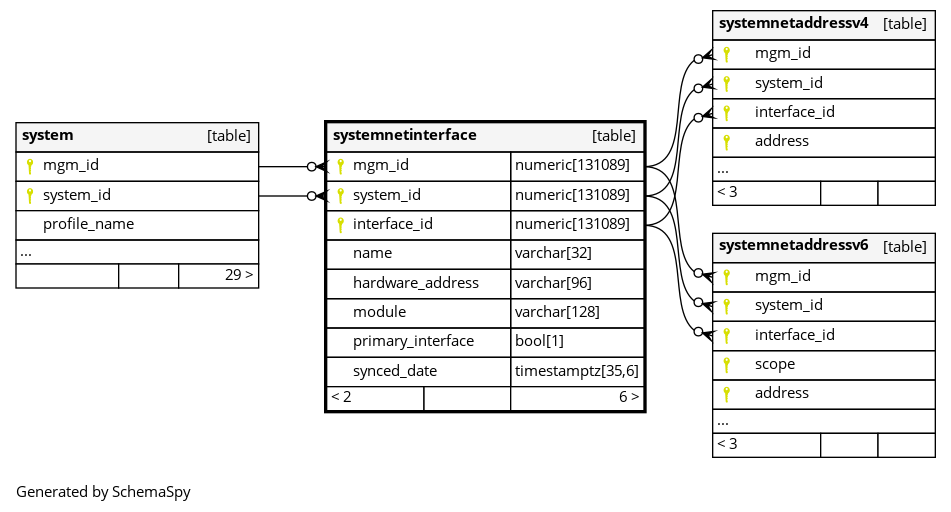 system [table]
mgm_id
system_id
profile_name
...
29 >
systemnetinterface [table]
mgm_id numeric[131089]
system_id numeric[131089]
interface_id numeric[131089]
name varchar[32]
hardware_address varchar[96]
module varchar[128]
primary_interface bool[1]
synced_date timestamptz[35,6]
< 2 6 >
systemnetaddressv4 [table]
mgm_id
system_id
interface_id
address
...
< 3
systemnetaddressv6 [table]
mgm_id
system_id
interface_id
scope
address
...
< 3
Generated by SchemaSpy